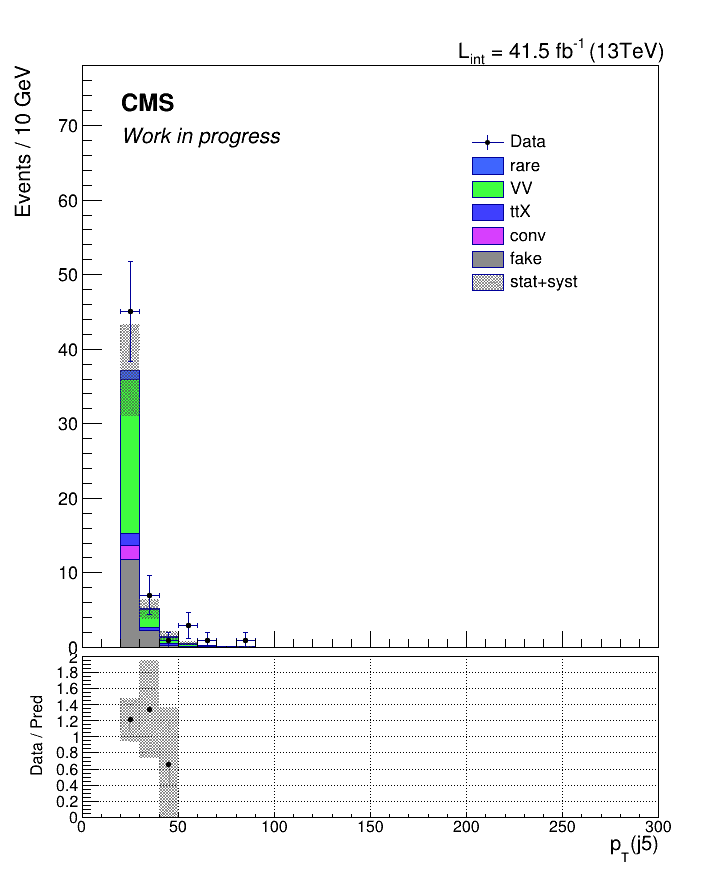 L_int = 41.5 fb^-1 (13TeV)
Events / 10 GeV
CMS
Work in progress
Data
rare
VV
ttX
conv
fake
stat+syst
70
60
50
40
30
20
10
0
Data / Pred
2
1.8
1.6
1.4
1.2
1
0.8
0.6
0.4
0.2
0
0 50 100 150 200 250 300
p_T(j5)